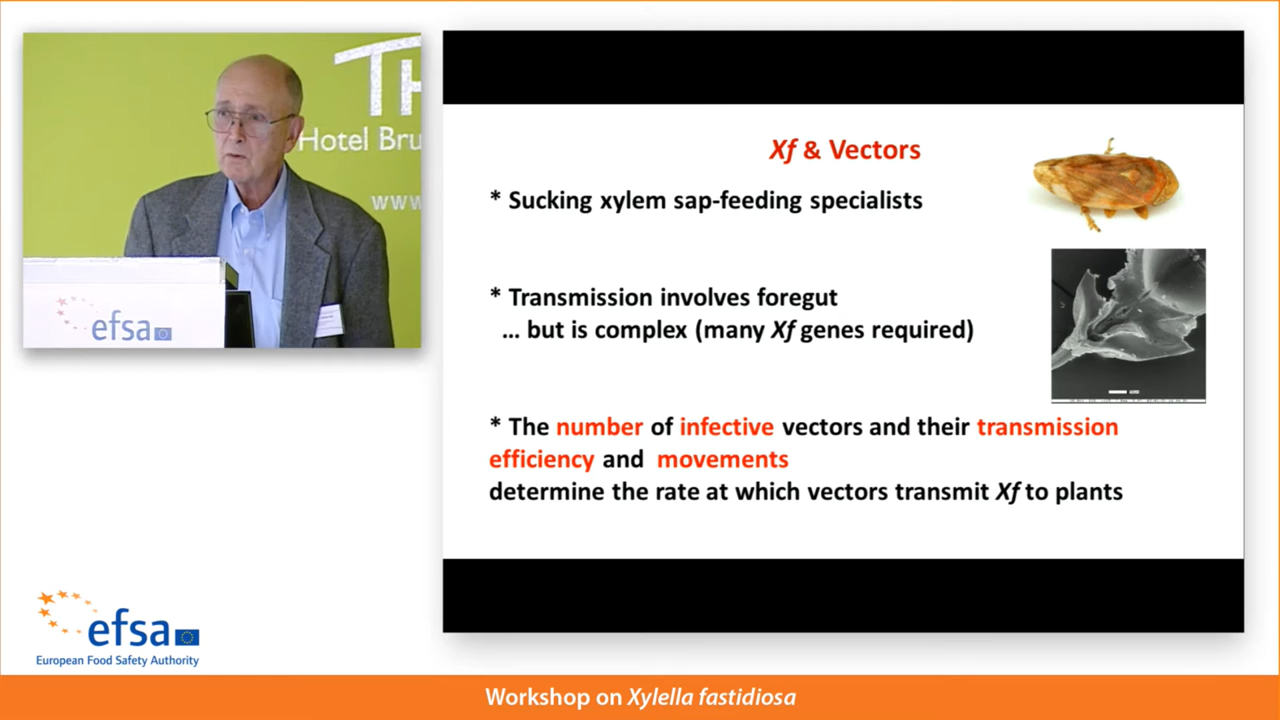 TH
Hotel Bru
www
efsa
Xf & Vectors
* Sucking xylem sap-feeding specialists
* Transmission involves foregut
... but is complex (many Xf genes required)
* The number of infective vectors and their transmission
efficiency and movements
determine the rate at which vectors transmit Xf to plants
efsa
European Food Safety Authority
Workshop on Xylella fastidiosa